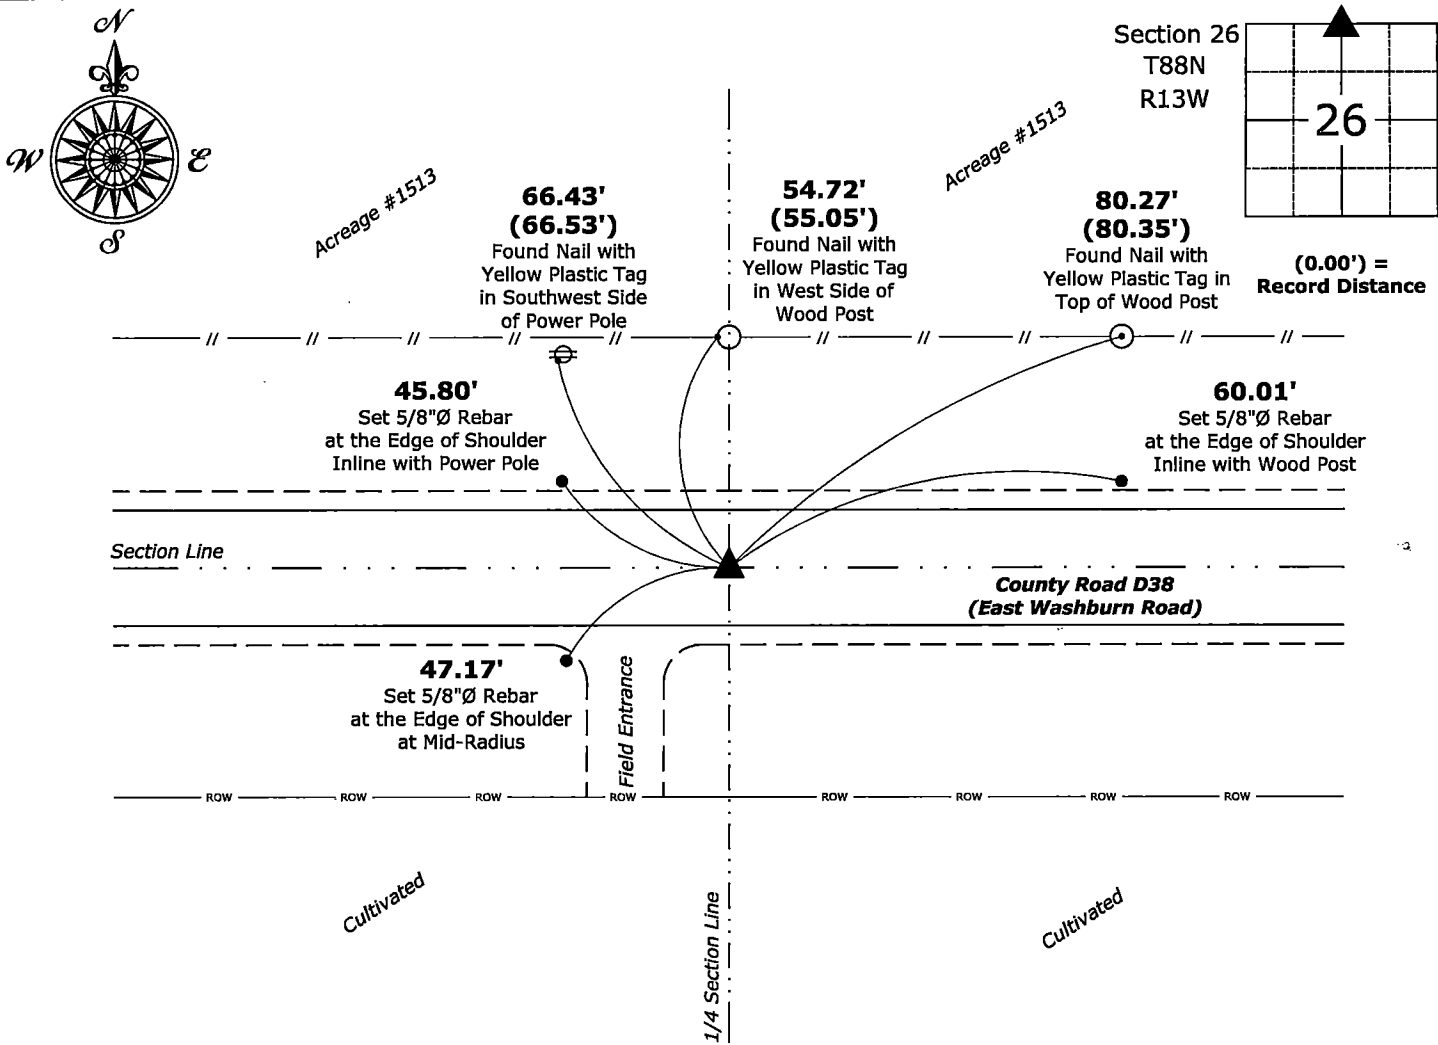 N
W
E
S
Section 26
T88N
R13W
26
(0.00') =
Record Distance
Acreage #1513
Acreage #1513
66.43'
(66.53')
Found Nail with
Yellow Plastic Tag
in Southwest Side
of Power Pole
54.72'
(55.05')
Found Nail with
Yellow Plastic Tag
in West Side of
Wood Post
80.27'
(80.35')
Found Nail with
Yellow Plastic Tag in
Top of Wood Post
45.80'
Set 5/8"Ø Rebar
at the Edge of Shoulder
Inline with Power Pole
60.01'
Set 5/8"Ø Rebar
at the Edge of Shoulder
Inline with Wood Post
Section Line
County Road D38
(East Washburn Road)
47.17'
Set 5/8"Ø Rebar
at the Edge of Shoulder
at Mid-Radius
Field Entrance
ROW ROW ROW ROW ROW ROW ROW ROW
Cultivated
Cultivated
1/4 Section Line